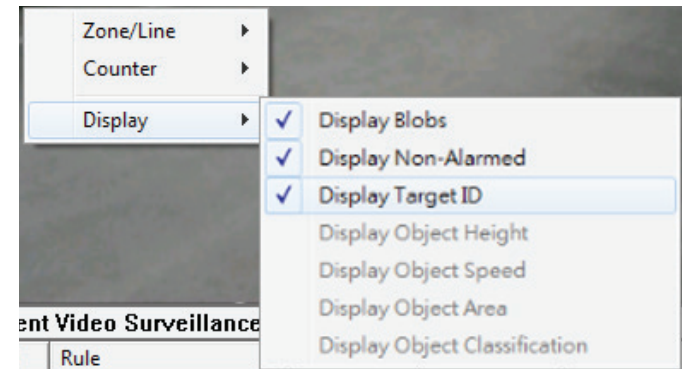 Zone/Line
Counter
Display
Display Blobs
Display Non-Alarmed
Display Target ID
Display Object Height
Display Object Speed
Display Object Area
Display Object Classification
ent Video Surveillance
Rule